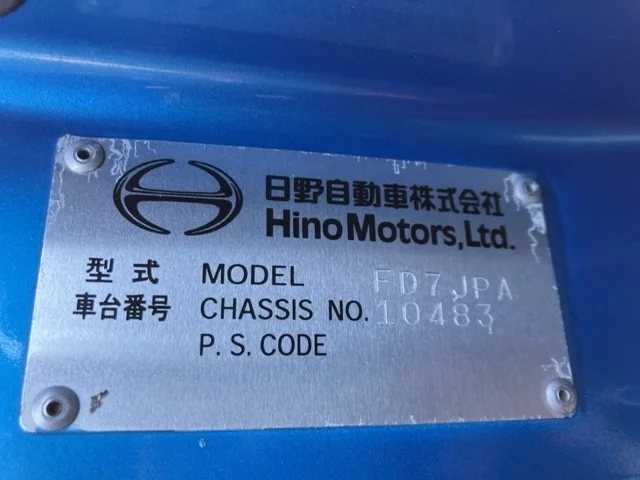 日野自動車株式会社
Hino Motors, Ltd.
型式 MODEL FD7JPA
車台番号 CHASSIS NO. 10483
P. S. CODE